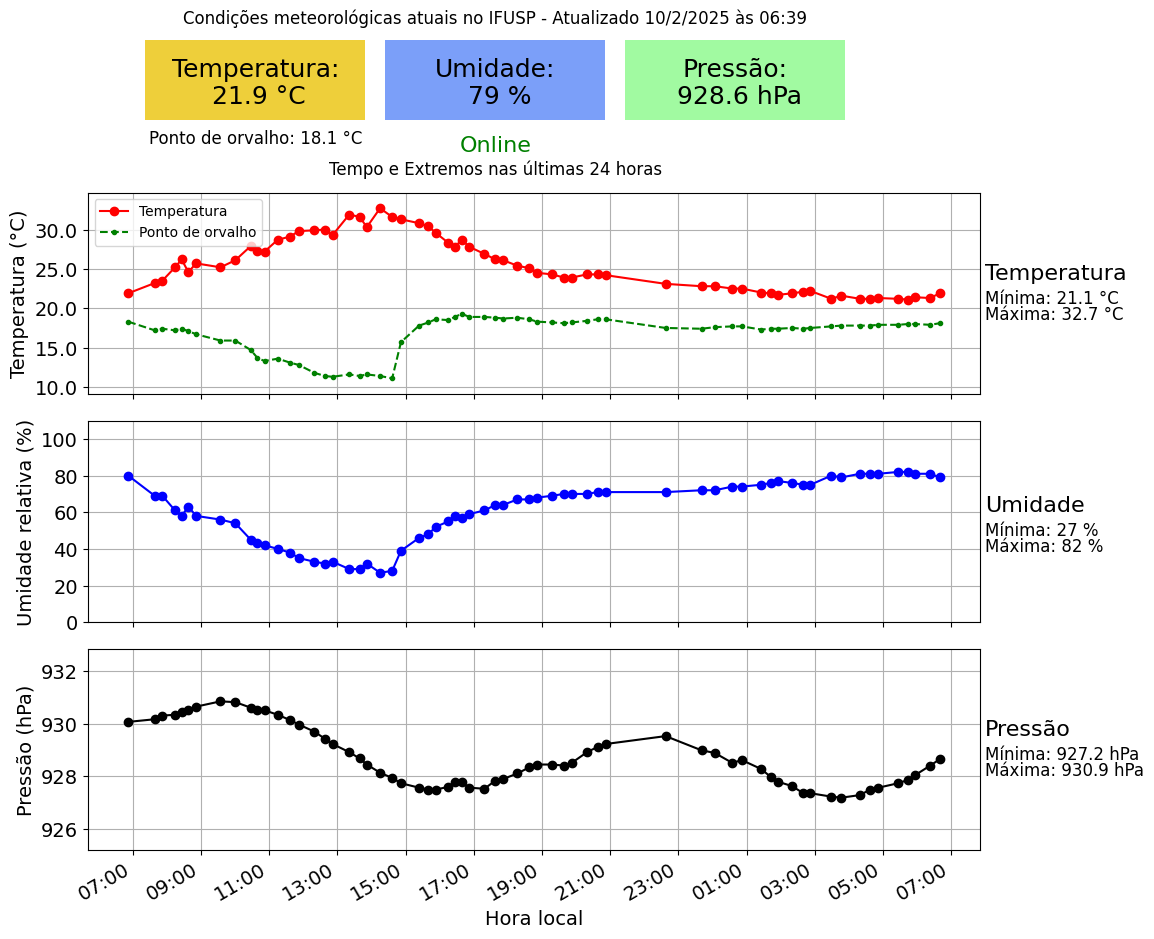 Condições meteorológicas atuais no IFUSP - Atualizado 10/2/2025 às 06:39
Temperatura:
21.9 °C
Umidade:
79 %
Pressão:
928.6 hPa
Ponto de orvalho: 18.1 °C
Online
Tempo e Extremos nas últimas 24 horas
Temperatura (°C)
30.0
25.0
20.0
15.0
10.0
Temperatura
Ponto de orvalho
Temperatura
Mínima: 21.1 °C
Máxima: 32.7 °C
Umidade relativa (%)
100
80
60
40
20
0
Umidade
Mínima: 27 %
Máxima: 82 %
Pressão (hPa)
932
930
928
926
Pressão
Mínima: 927.2 hPa
Máxima: 930.9 hPa
07:00
09:00
11:00
13:00
15:00
17:00
19:00
21:00
23:00
01:00
03:00
05:00
07:00
Hora local